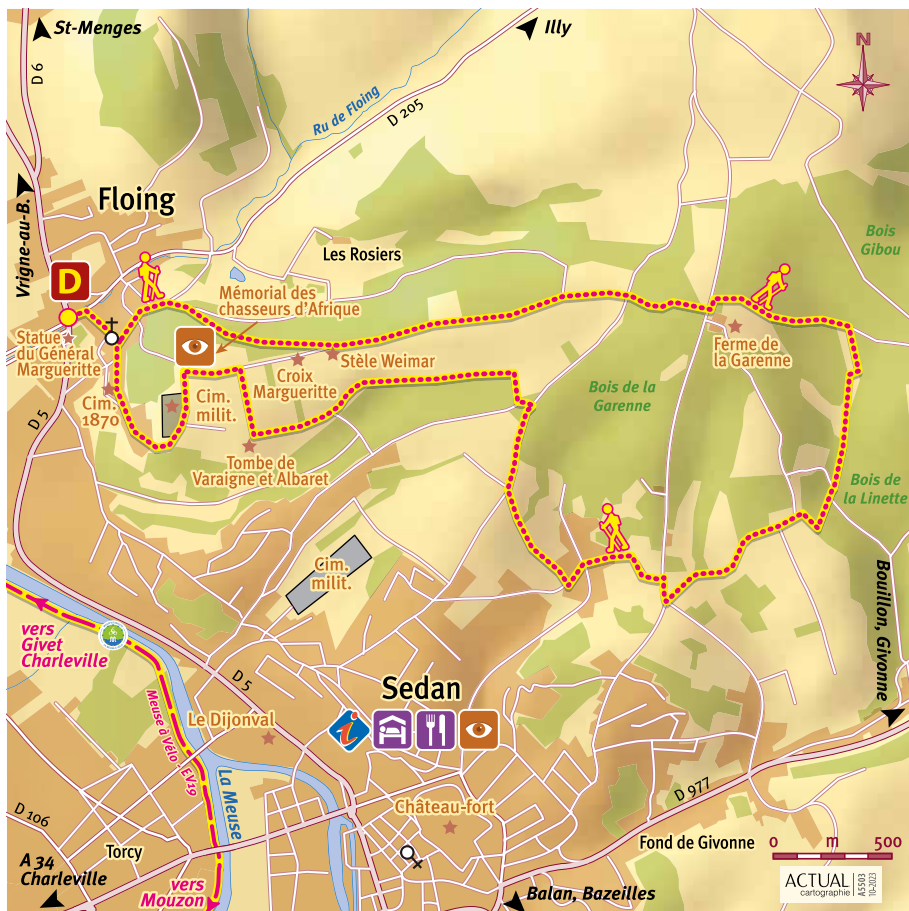 St-Menges
Illy
N
D 6
Ru de Floing
D 205
Floing
Vrigne-au-B.
Bois
Gibou
Les Rosiers
D
Mémorial des
chasseurs d'Afrique
Statue
du Général
Margueritte
Stèle Weimar
Ferme de
la Garenne
Croix
Margueritte
Bois de la
Garenne
Cim.
1870
Cim.
milit.
D 5
Tombe de
Varaigne et Albaret
Bois de
la Linette
Cim.
milit.
Bouillon, Givonne
vers
Givet
Charleville
D 5
Sedan
i
Le Dijonval
Meuse à Vélo - EV19
La Meuse
D 977
Château-fort
D 106
Torcy
Fond de Givonne
0 m 500
A 34
Charleville
vers
Mouzon
Balan, Bazeilles
ACTUAL
cartographie
A5503
10-2023